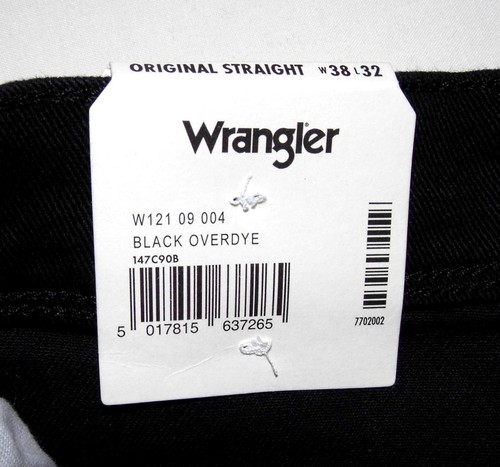 ORIGINAL STRAIGHT W38 L32
Wrangler
W121 09 004
BLACK OVERDYE
147C90B
5 017815 637265
7702002